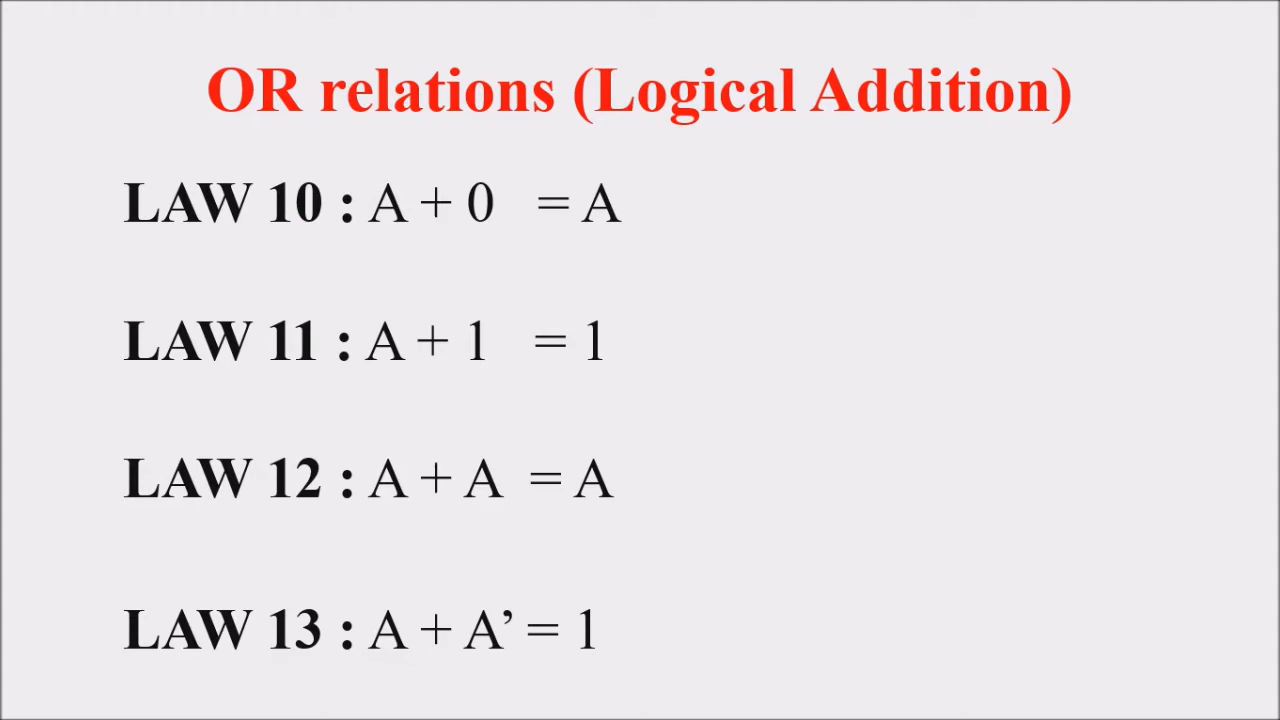 OR relations (Logical Addition)
LAW 10 : A + 0 = A
LAW 11 : A + 1 = 1
LAW 12 : A + A = A
LAW 13 : A + A’ = 1